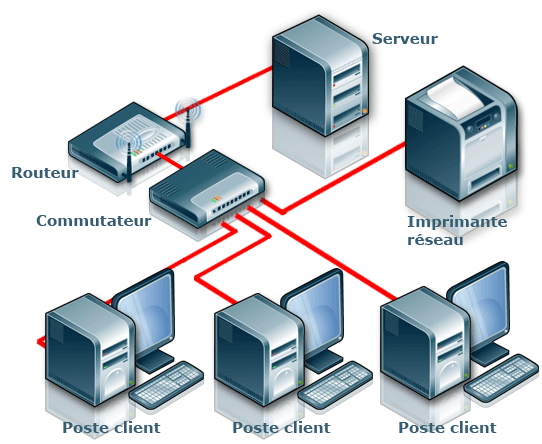 Serveur
Routeur
Commutateur
Imprimante
réseau
Poste client
Poste client
Poste client